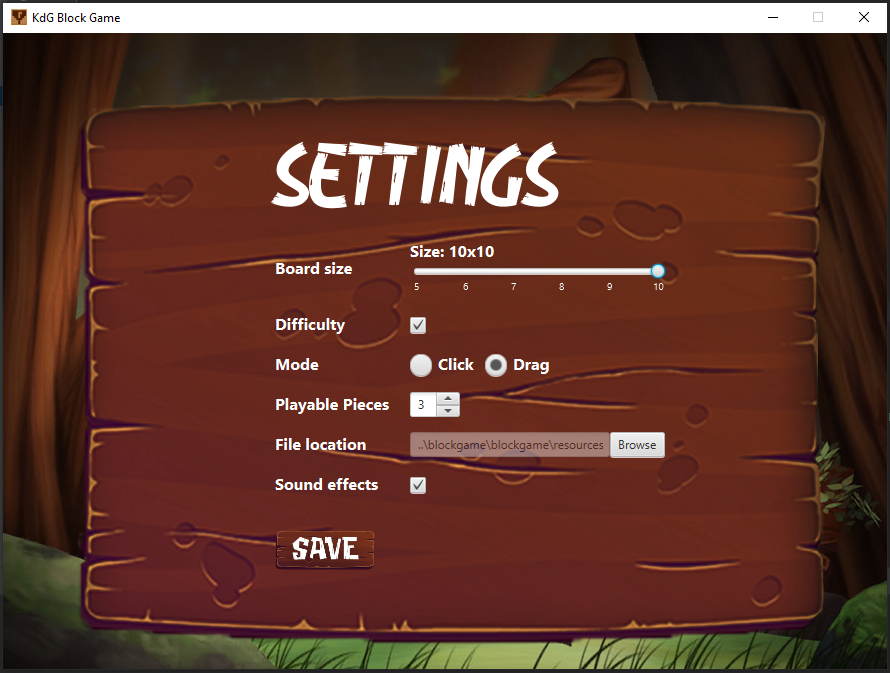 KdG Block Game
SETTINGS
Size: 10x10
Board size
5 6 7 8 9 10
Difficulty
Mode Click Drag
Playable Pieces 3
File location ..\blockgame\blockgame\resources Browse
Sound effects
SAVE